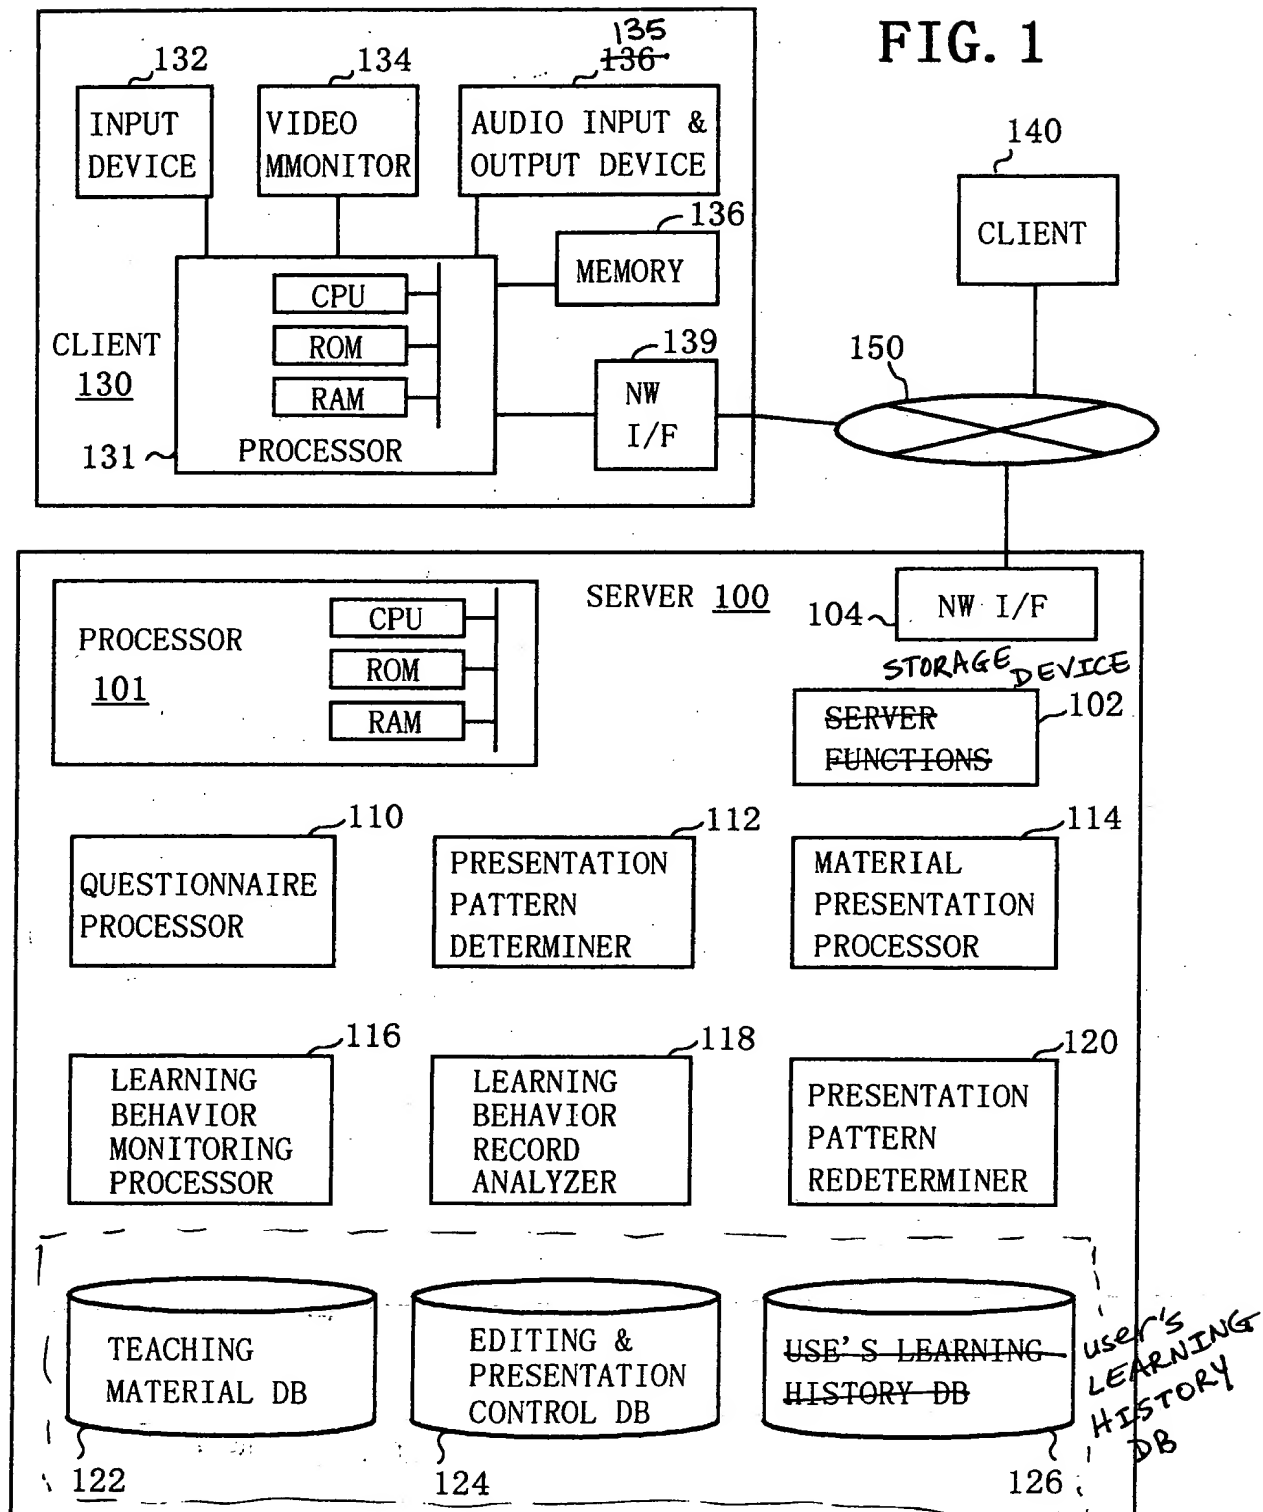 FIG. 1
135
136
132
134
INPUT
DEVICE
VIDEO
MMONITOR
AUDIO INPUT &
OUTPUT DEVICE
136
MEMORY
140
CLIENT
CPU
ROM
RAM
PROCESSOR
CLIENT
130
131
139
NW
I/F
150
SERVER 100
PROCESSOR
101
CPU
ROM
RAM
104
NW I/F
STORAGE DEVICE
SERVER
FUNCTIONS
102
110
QUESTIONNAIRE
PROCESSOR
112
PRESENTATION
PATTERN
DETERMINER
114
MATERIAL
PRESENTATION
PROCESSOR
116
LEARNING
BEHAVIOR
MONITORING
PROCESSOR
118
LEARNING
BEHAVIOR
RECORD
ANALYZER
120
PRESENTATION
PATTERN
REDETERMINER
TEACHING
MATERIAL DB
122
EDITING &
PRESENTATION
CONTROL DB
124
USE'S LEARNING
HISTORY DB
126
user's
LEARNING
HISTORY
DB